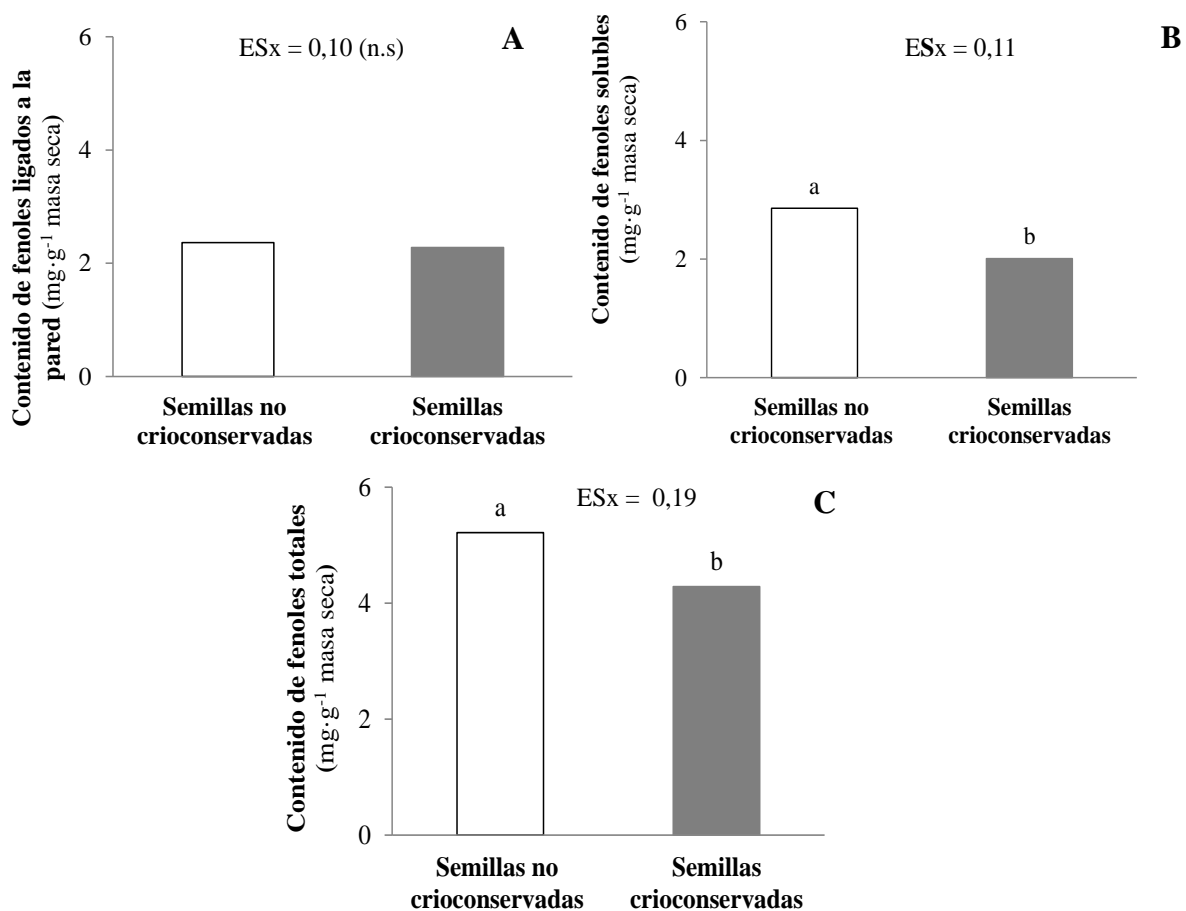 A
ESx = 0,10 (n.s)
Contenido de fenoles ligados a la
pared (mg·g⁻¹ masa seca)
6
4
2
0
Semillas no
crioconservadas
Semillas
crioconservadas
B
ESx = 0,11
Contenido de fenoles solubles
(mg·g⁻¹ masa seca)
6
4
2
0
a
b
Semillas no
crioconservadas
Semillas
crioconservadas
C
ESx = 0,19
Contenido de fenoles totales
(mg·g⁻¹ masa seca)
6
4
2
0
a
b
Semillas no
crioconservadas
Semillas
crioconservadas